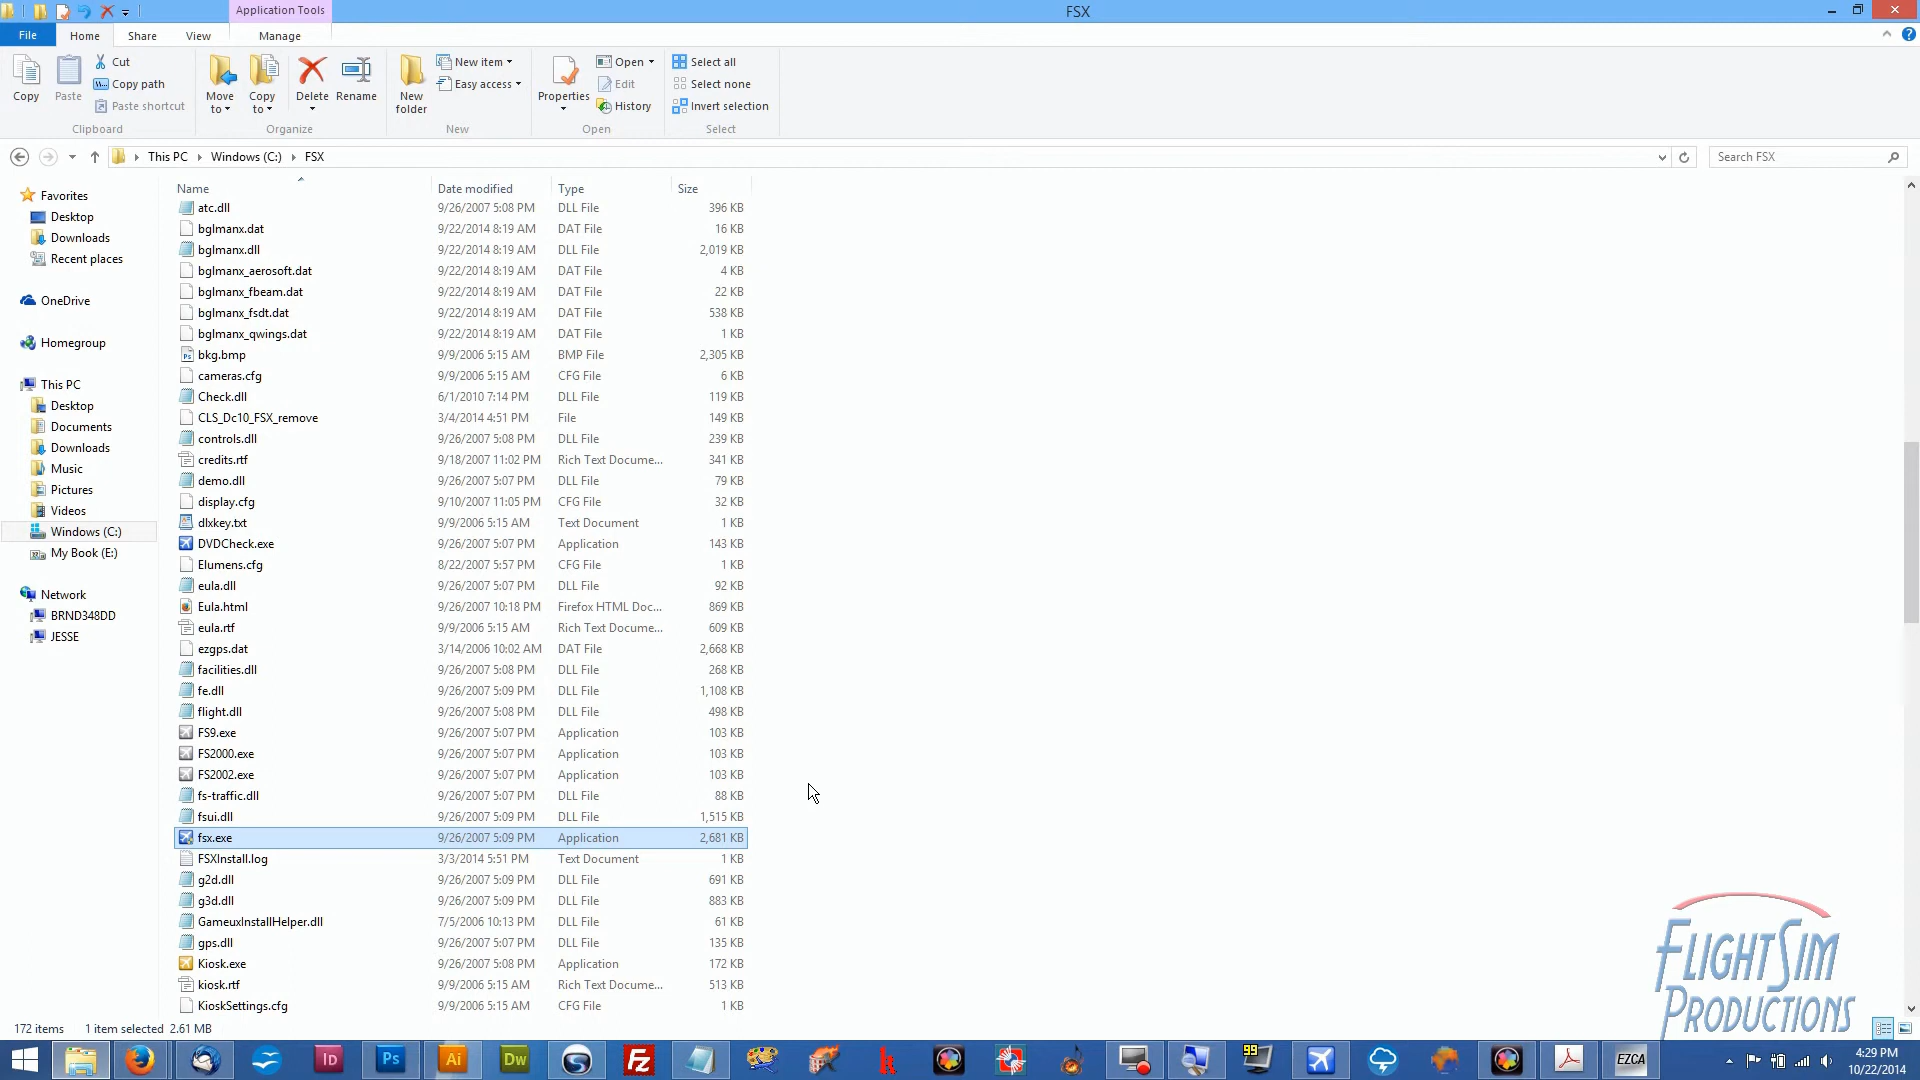 Application Tools
FSX
File
Home
Share
View
Manage
Copy
Paste
Cut
Copy path
Paste shortcut
Clipboard
Move to
Copy to
Delete
Rename
Organize
New folder
New item
Easy access
New
Properties
Open
Edit
History
Open
Select all
Select none
Invert selection
Select
This PC
Windows (C:)
FSX
Search FSX
Favorites
Desktop
Downloads
Recent places
OneDrive
Homegroup
This PC
Desktop
Documents
Downloads
Music
Pictures
Videos
Windows (C:)
My Book (E:)
Network
BRND348DD
JESSE
Name Date modified Type Size
atc.dll 9/26/2007 5:08 PM DLL File 396 KB
bglmanx.dat 9/22/2014 8:19 AM DAT File 16 KB
bglmanx.dll 9/22/2014 8:19 AM DLL File 2,019 KB
bglmanx_aerosoft.dat 9/22/2014 8:19 AM DAT File 4 KB
bglmanx_fbeam.dat 9/22/2014 8:19 AM DAT File 22 KB
bglmanx_fsdt.dat 9/22/2014 8:19 AM DAT File 538 KB
bglmanx_qwings.dat 9/22/2014 8:19 AM DAT File 1 KB
bkg.bmp 9/9/2006 5:15 AM BMP File 2,305 KB
cameras.cfg 9/9/2006 5:15 AM CFG File 6 KB
Check.dll 6/1/2010 7:14 PM DLL File 119 KB
CLS_Dc10_FSX_remove 3/4/2014 4:51 PM File 149 KB
controls.dll 9/26/2007 5:08 PM DLL File 239 KB
credits.rtf 9/18/2007 11:02 PM Rich Text Docume... 341 KB
demo.dll 9/26/2007 5:07 PM DLL File 79 KB
display.cfg 9/10/2007 11:05 PM CFG File 32 KB
dlxkey.txt 9/9/2006 5:15 AM Text Document 1 KB
DVDCheck.exe 9/26/2007 5:07 PM Application 143 KB
Elumens.cfg 8/22/2007 5:57 PM CFG File 1 KB
eula.dll 9/26/2007 5:07 PM DLL File 92 KB
Eula.html 9/26/2007 10:18 PM Firefox HTML Doc... 869 KB
eula.rtf 9/9/2006 5:15 AM Rich Text Docume... 609 KB
ezgps.dat 3/14/2006 10:02 AM DAT File 2,668 KB
facilities.dll 9/26/2007 5:08 PM DLL File 268 KB
fe.dll 9/26/2007 5:09 PM DLL File 1,108 KB
flight.dll 9/26/2007 5:08 PM DLL File 498 KB
FS9.exe 9/26/2007 5:07 PM Application 103 KB
FS2000.exe 9/26/2007 5:07 PM Application 103 KB
FS2002.exe 9/26/2007 5:07 PM Application 103 KB
fs-traffic.dll 9/26/2007 5:09 PM DLL File 88 KB
fsui.dll 9/26/2007 5:09 PM DLL File 1,515 KB
fsx.exe 9/26/2007 5:09 PM Application 2,681 KB
FSXInstall.log 3/3/2014 5:51 PM Text Document 1 KB
g2d.dll 9/26/2007 5:09 PM DLL File 691 KB
g3d.dll 9/26/2007 5:09 PM DLL File 883 KB
GameuxInstallHelper.dll 7/5/2006 10:13 PM DLL File 61 KB
gps.dll 9/26/2007 5:07 PM DLL File 135 KB
Kiosk.exe 9/26/2007 5:08 PM Application 172 KB
kiosk.rtf 9/9/2006 5:15 AM Rich Text Docume... 513 KB
KioskSettings.cfg 9/9/2006 5:15 AM CFG File 1 KB
FlightSim
Productions
172 items 1 item selected 2.61 MB
Id
Ps
Ai
Dw
Fz
k
99
EZCA
4:29 PM
10/22/2014